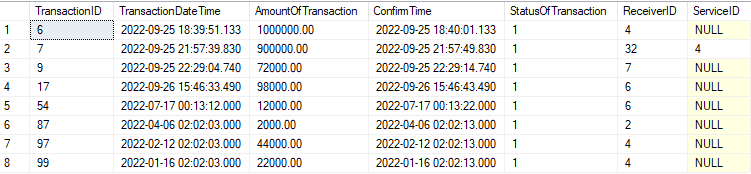 TransactionID TransactionDateTime AmountOfTransaction ConfirmTime StatusOfTransaction ReceiverID ServiceID
1 6 2022-09-25 18:39:51.133 1000000.00 2022-09-25 18:40:01.133 1 4 NULL
2 7 2022-09-25 21:57:39.830 900000.00 2022-09-25 21:57:49.830 1 32 4
3 9 2022-09-25 22:29:04.740 72000.00 2022-09-25 22:29:14.740 1 7 NULL
4 17 2022-09-26 15:46:33.490 98000.00 2022-09-26 15:46:43.490 1 6 NULL
5 54 2022-07-17 00:13:12.000 12000.00 2022-07-17 00:13:22.000 1 6 NULL
6 87 2022-04-06 02:02:03.000 2000.00 2022-04-06 02:02:13.000 1 2 NULL
7 97 2022-02-12 02:02:03.000 44000.00 2022-02-12 02:02:13.000 1 4 NULL
8 99 2022-01-16 02:02:03.000 22000.00 2022-01-16 02:02:13.000 1 4 NULL